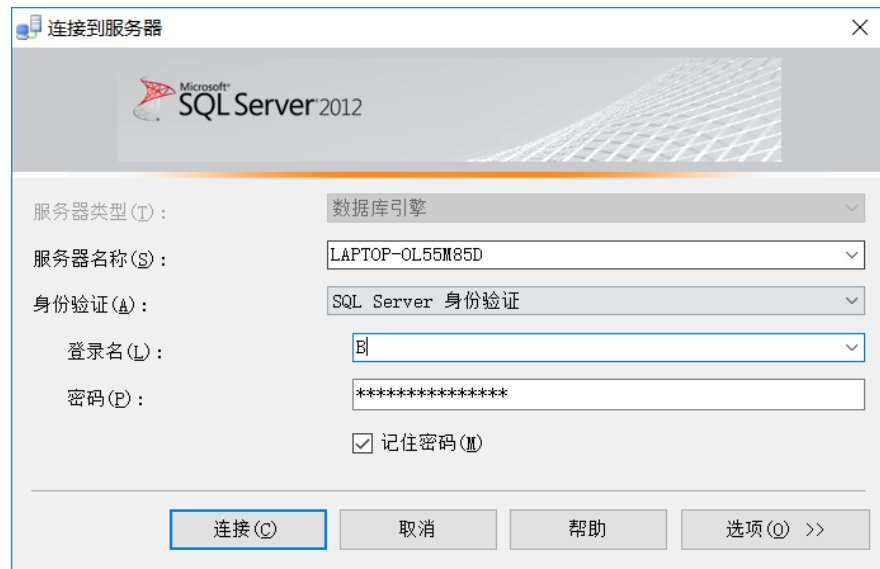 连接到服务器
Microsoft
SQL Server 2012
服务器类型(T): 数据库引擎
服务器名称(S): LAPTOP-OL55M85D
身份验证(A): SQL Server 身份验证
登录名(L): B
密码(P): ***************
记住密码(M)
连接(C) 取消 帮助 选项(O) >>